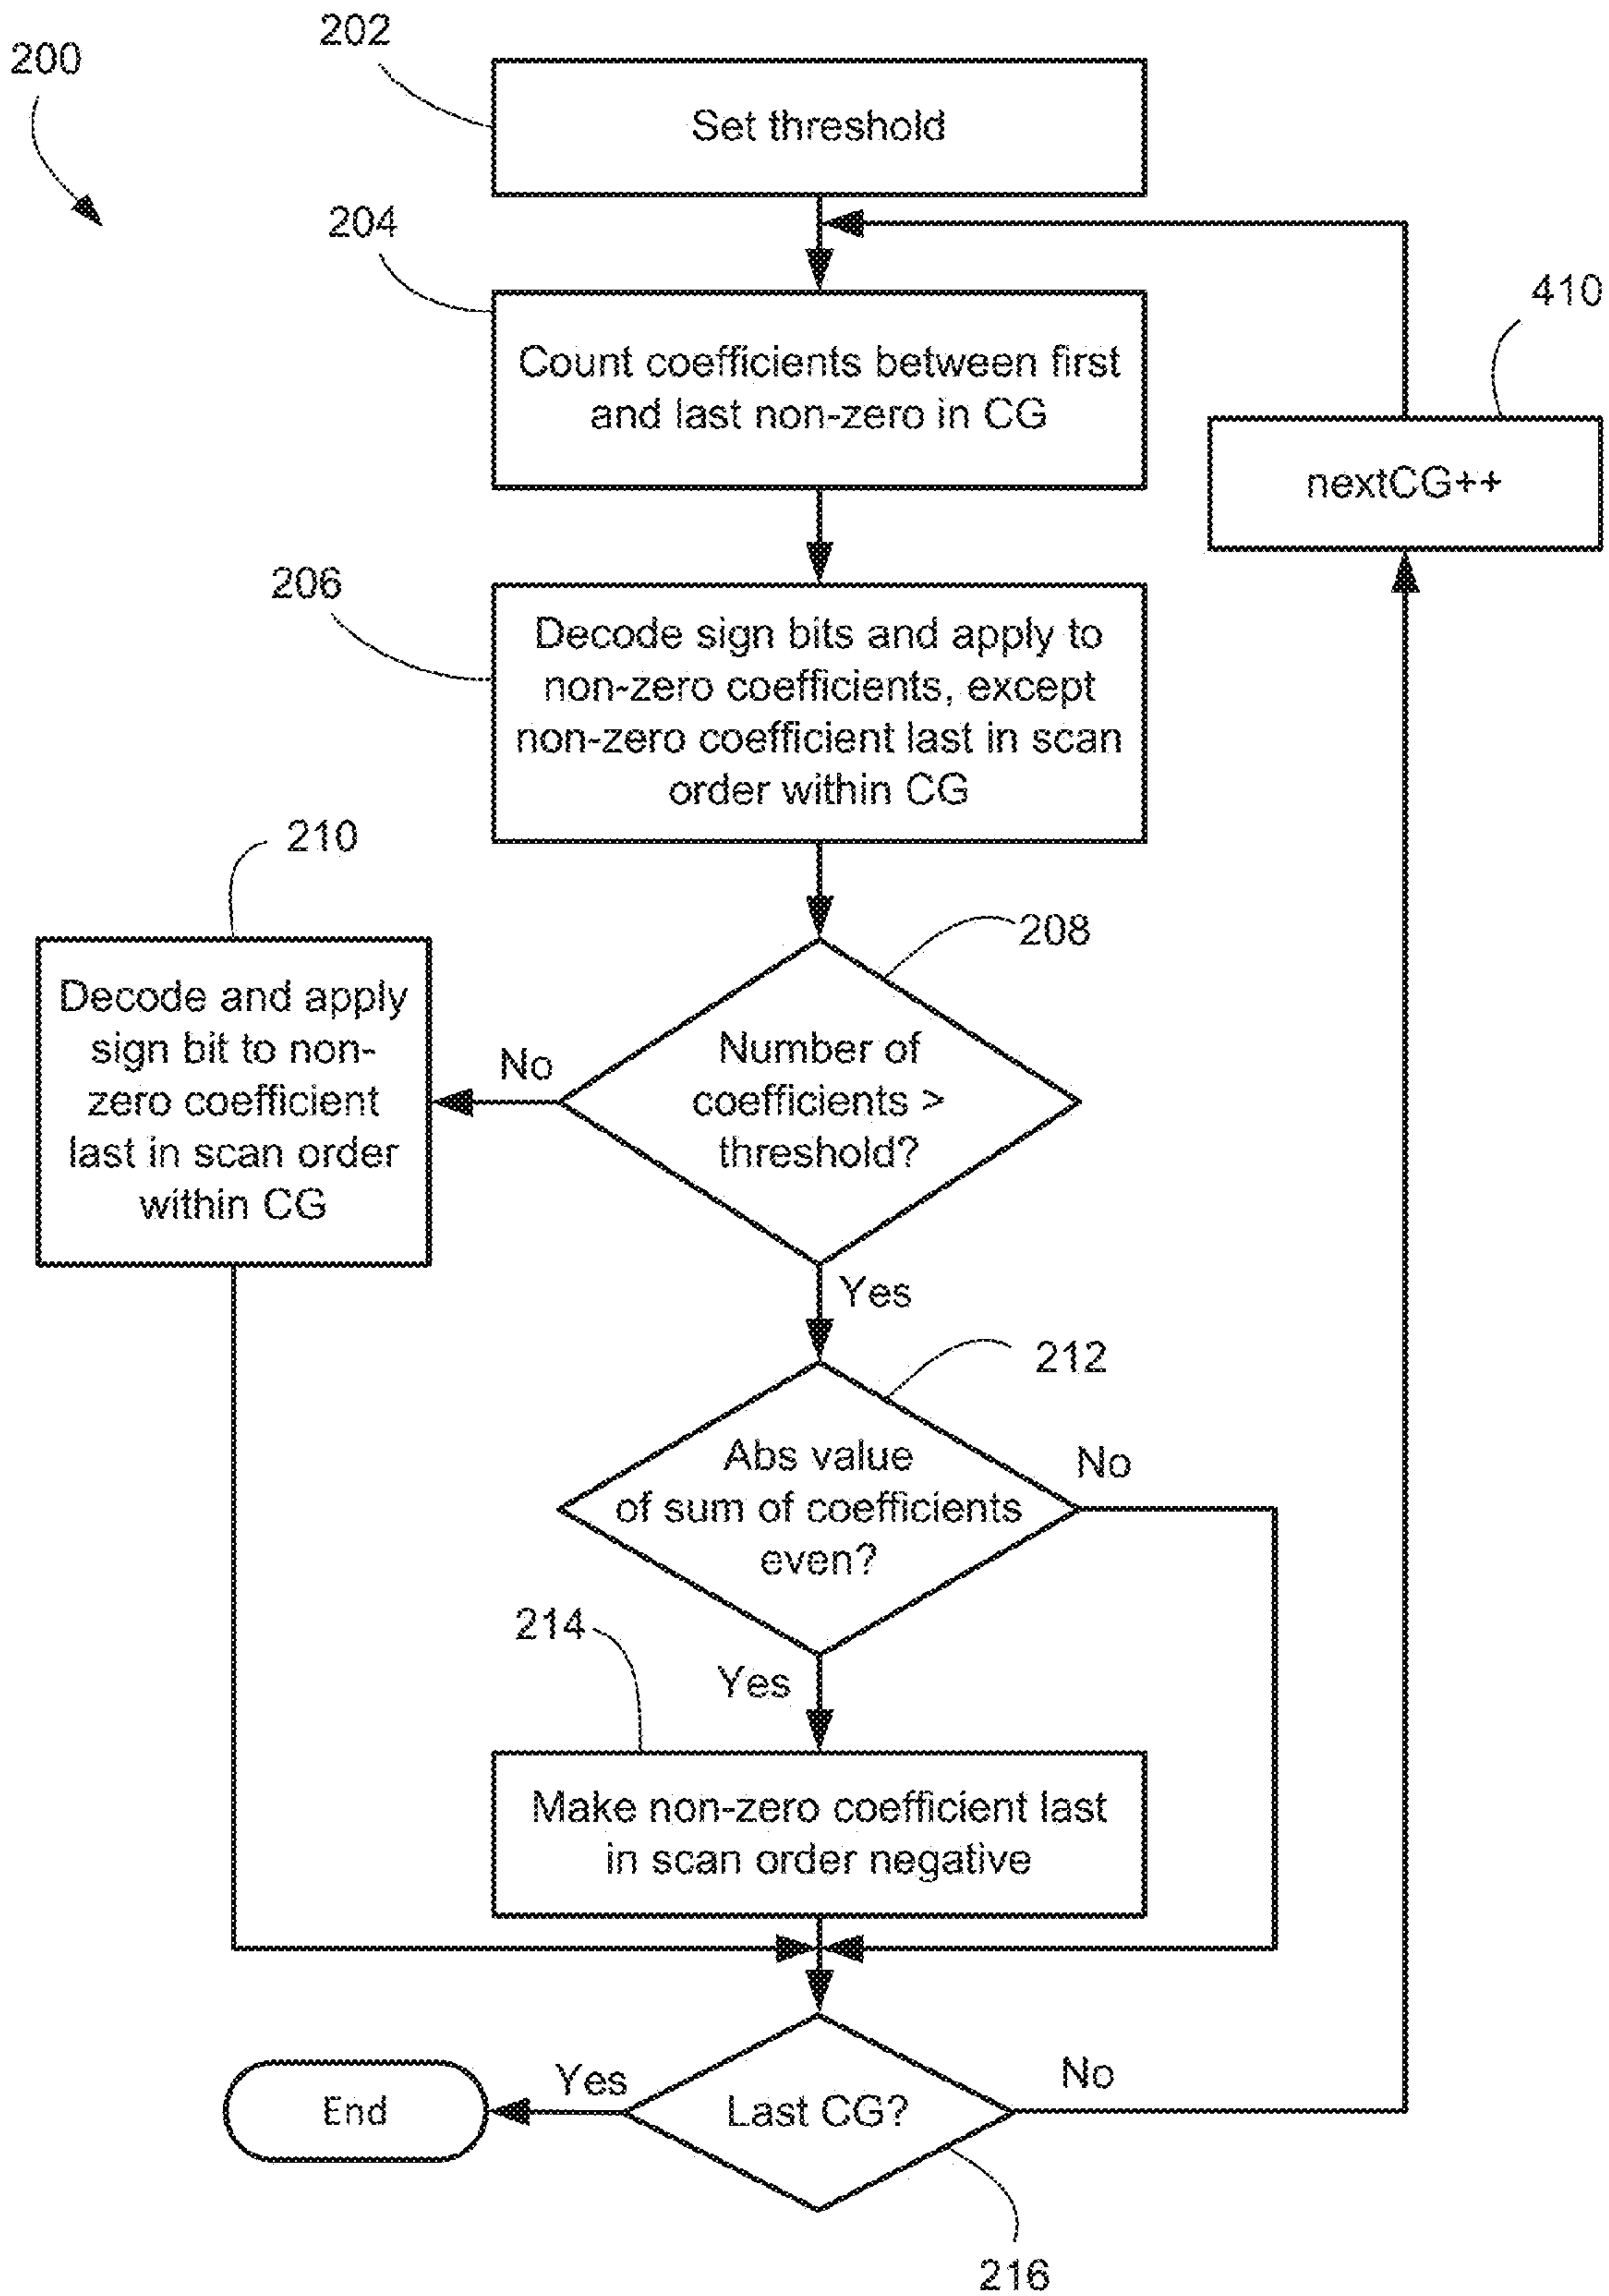 200
202
Set threshold
204
410
Count coefficients between first
and last non-zero in CG
nextCG++
206
Decode sign bits and apply to
non-zero coefficients, except
non-zero coefficient last in scan
order within CG
210
208
Decode and apply
sign bit to non-
zero coefficient
last in scan order
within CG
No
Number of
coefficients >
threshold?
Yes
212
Abs value
of sum of coefficients
even?
No
214
Yes
Make non-zero coefficient last
in scan order negative
End
Yes
Last CG?
No
216